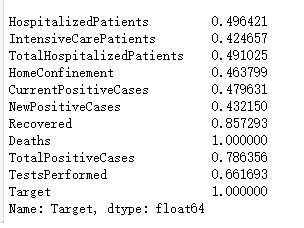 HospitalizedPatients 0.496421
IntensiveCarePatients 0.424657
TotalHospitalizedPatients 0.491025
HomeConfinement 0.463799
CurrentPositiveCases 0.479631
NewPositiveCases 0.432150
Recovered 0.857293
Deaths 1.000000
TotalPositiveCases 0.786356
TestsPerformed 0.661693
Target 1.000000
Name: Target, dtype: float64